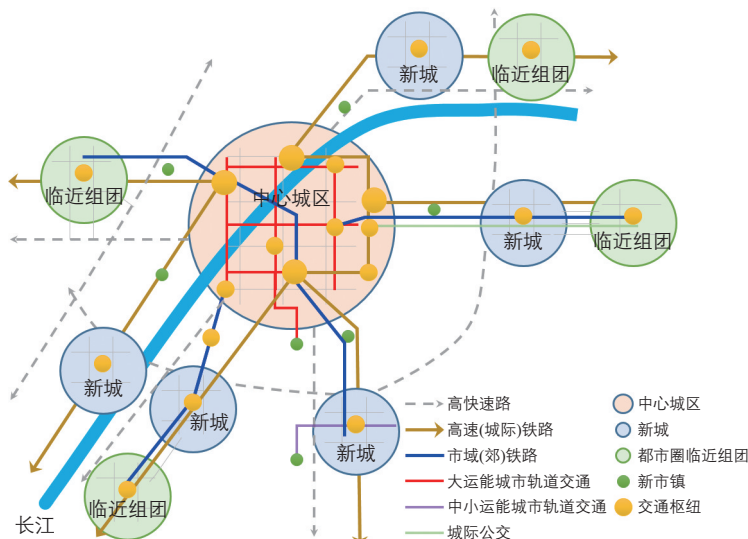 新城
临近组团
临近组团
中心城区
新城
临近组团
新城
新城
新城
临近组团
长江
高快速路
高速(城际)铁路
市域(郊)铁路
大运能城市轨道交通
中小运能城市轨道交通
城际公交
中心城区
新城
都市圈临近组团
新市镇
交通枢纽